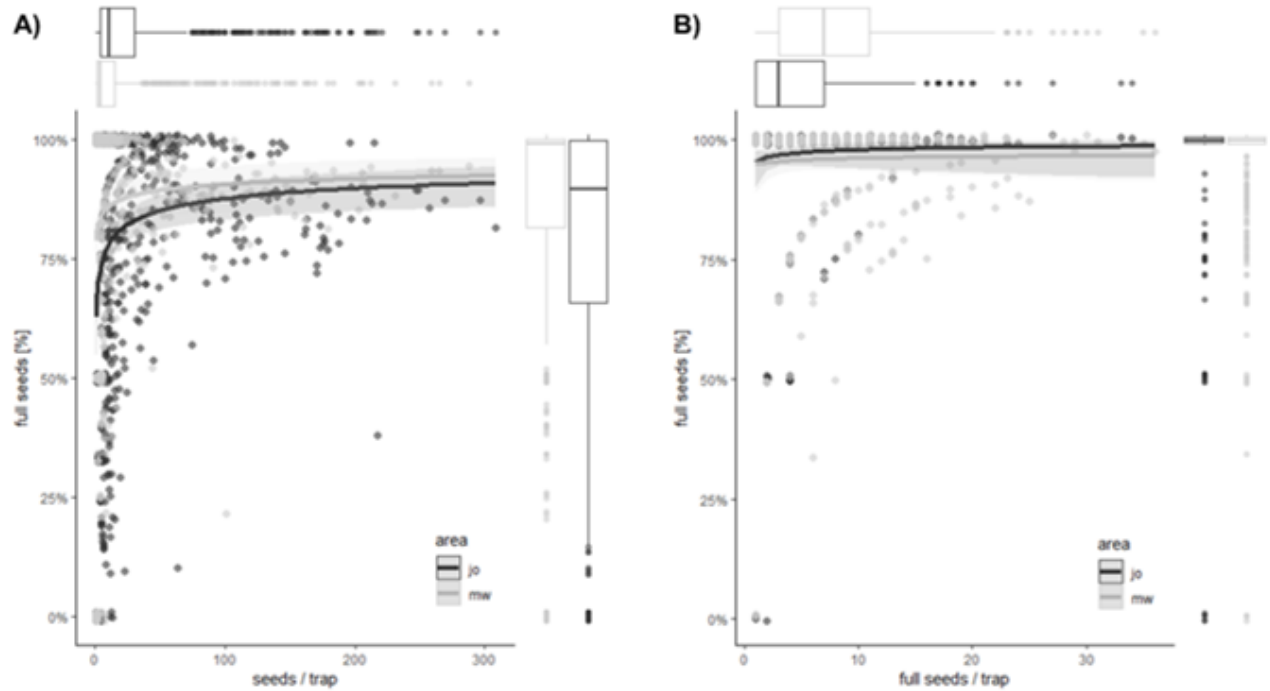 A)
100%
75%
50%
25%
0%
full seeds [%]
0 100 200 300
seeds / trap
area
jo
mw
B)
100%
75%
50%
25%
0%
full seeds [%]
0 10 20 30
full seeds / trap
area
jo
mw